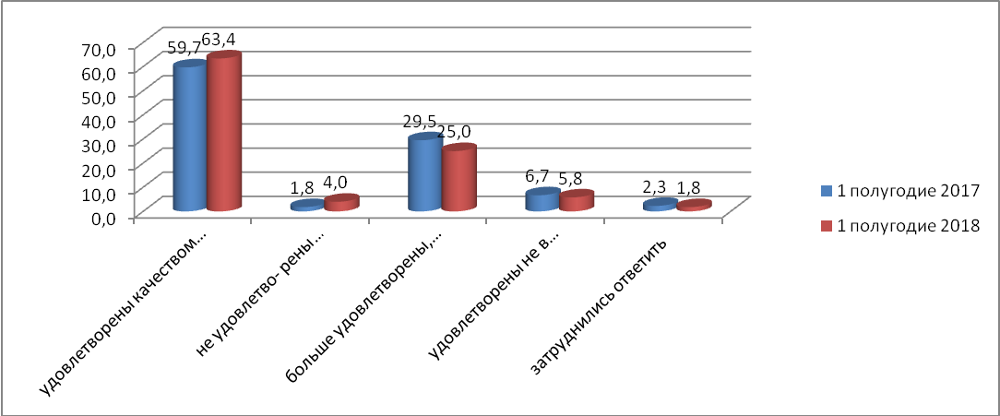 70,0
60,0
50,0
40,0
30,0
20,0
10,0
0,0
59,7
63,4
1,8
4,0
29,5
25,0
6,7
5,8
2,3
1,8
удовлетворены качеством...
не удовлетво- рены...
больше удовлетворены,...
удовлетворены не в...
затруднились ответить
1 полугодие 2017
1 полугодие 2018